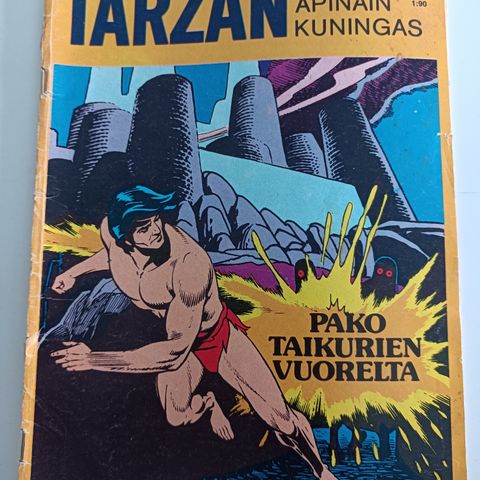 TARZAN
APINAIN
KUNINGAS
1:90
PAKO
TAIKURIEN
VUORELTA